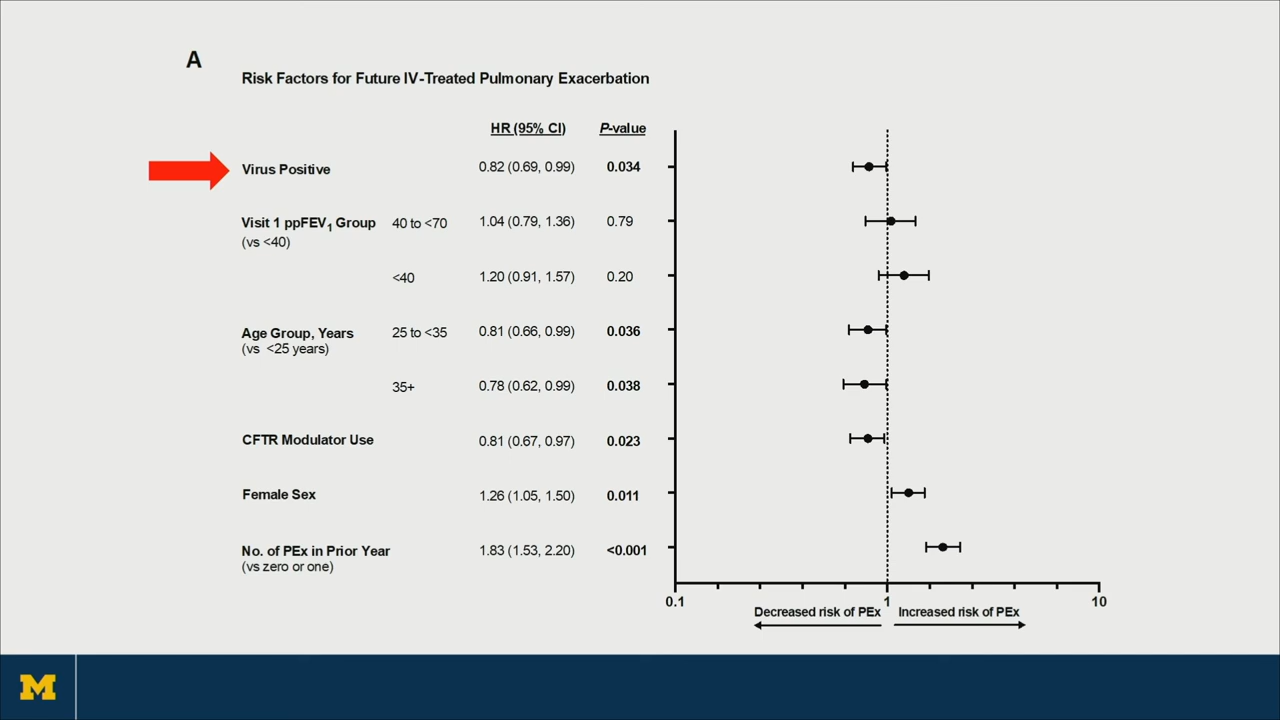 A
Risk Factors for Future IV-Treated Pulmonary Exacerbation
HR (95% CI) P-value
Virus Positive 0.82 (0.69, 0.99) 0.034
Visit 1 ppFEV1 Group 40 to <70 1.04 (0.79, 1.36) 0.79
(vs <40)
<40 1.20 (0.91, 1.57) 0.20
Age Group, Years 25 to <35 0.81 (0.66, 0.99) 0.036
(vs <25 years)
35+ 0.78 (0.62, 0.99) 0.038
CFTR Modulator Use 0.81 (0.67, 0.97) 0.023
Female Sex 1.26 (1.05, 1.50) 0.011
No. of PEx in Prior Year 1.83 (1.53, 2.20) <0.001
(vs zero or one)
0.1 1 10
Decreased risk of PEx Increased risk of PEx
M